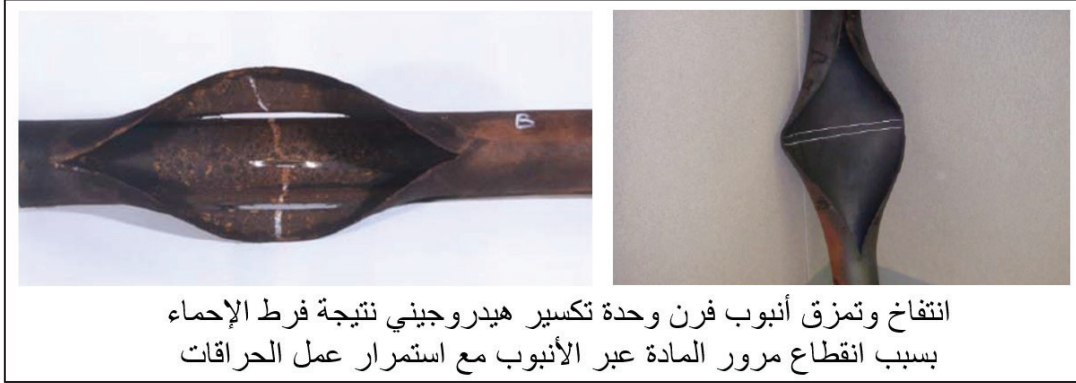 B
انتفاخ وتمزق أنبوب فرن وحدة تكسير هيدروجيني نتيجة فرط الإحماء
بسبب انقطاع مرور المادة عبر الأنبوب مع استمرار عمل الحراقات